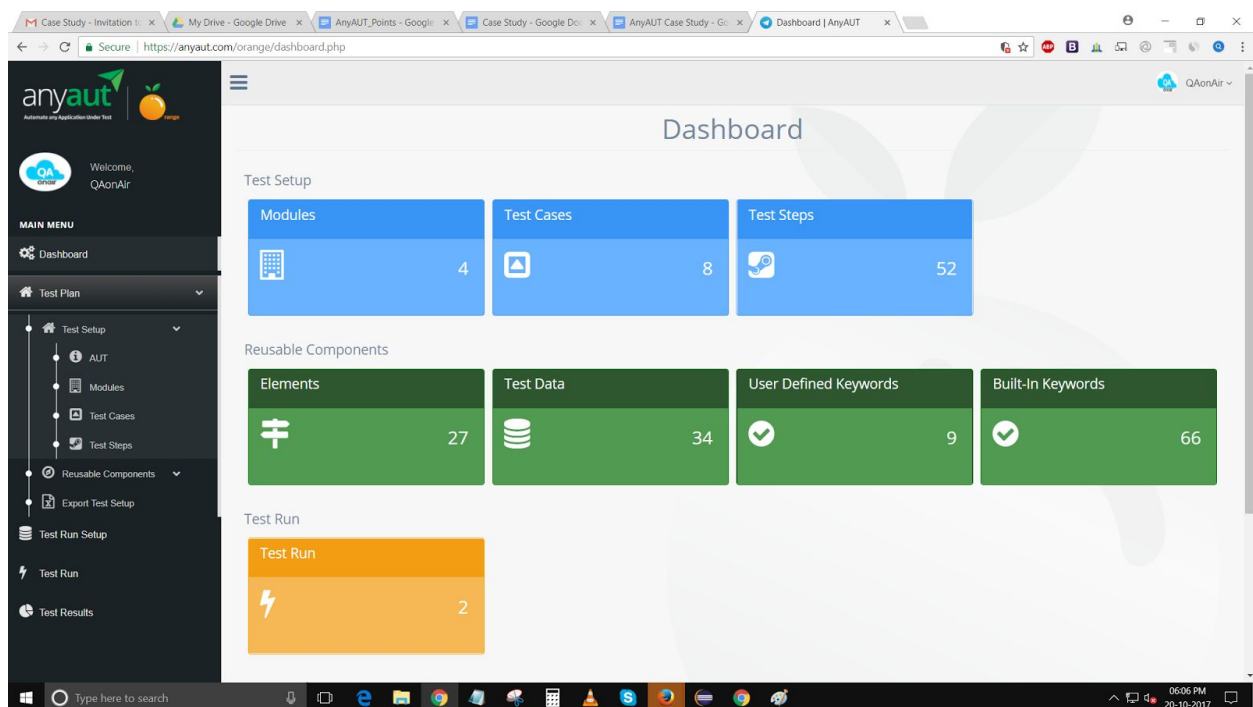 Case Study - Invitation to
My Drive - Google Drive
AnyAUT_Points - Google
Case Study - Google Doc
AnyAUT Case Study - Go
Dashboard | AnyAUT
Secure | https://anyaut.com/orange/dashboard.php
ABP
B
anyaut
Automate any Application Under Test
range
QAonAir
Dashboard
QA
onair
Welcome,
QAonAir
MAIN MENU
Dashboard
Test Plan
Test Setup
AUT
Modules
Test Cases
Test Steps
Reusable Components
Export Test Setup
Test Run Setup
Test Run
Test Results
Test Setup
Modules
4
Test Cases
8
Test Steps
52
Reusable Components
Elements
27
Test Data
34
User Defined Keywords
9
Built-In Keywords
66
Test Run
Test Run
2
Type here to search
06:06 PM
20-10-2017